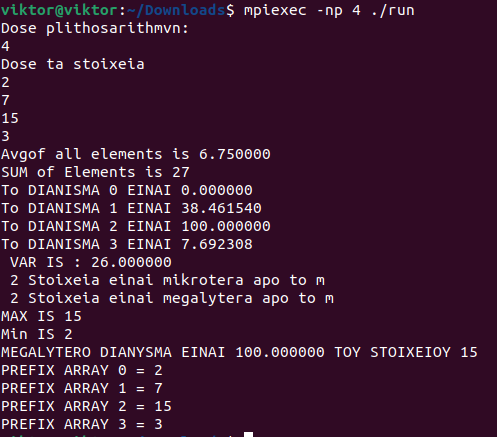 viktor@viktor:~/Downloads$ mpiexec -np 4 ./run
Dose plithosarithmvn:
4
Dose ta stoixeia
2
7
15
3
Avgof all elements is 6.750000
SUM of Elements is 27
To DIANISMA 0 EINAI 0.000000
To DIANISMA 1 EINAI 38.461540
To DIANISMA 2 EINAI 100.000000
To DIANISMA 3 EINAI 7.692308
 VAR IS : 26.000000
 2 Stoixeia einai mikrotera apo to m
 2 Stoixeia einai megalytera apo to m
MAX IS 15
Min IS 2
MEGALYTERO DIANYSMA EINAI 100.000000 TOY STOIXEIOY 15
PREFIX ARRAY 0 = 2
PREFIX ARRAY 1 = 7
PREFIX ARRAY 2 = 15
PREFIX ARRAY 3 = 3